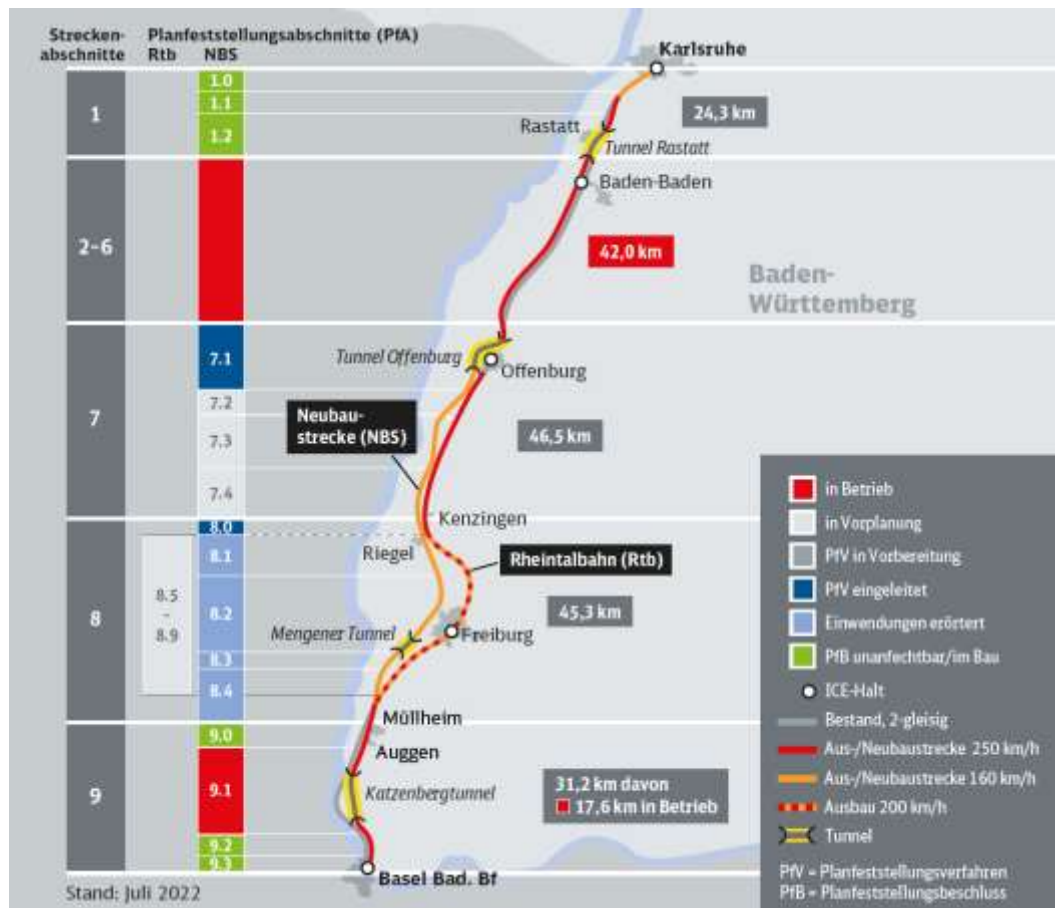 Strecken-
abschnitte
Planfeststellungsabschnitte (PfA)
Rtb
NBS
1
1.0
1.1
1.2
2–6
7
7.1
7.2
7.3
7.4
8
8.5
-
8.9
8.0
8.1
8.2
8.3
8.4
9
9.0
9.1
9.2
9.3
Karlsruhe
24,3 km
Rastatt
Tunnel Rastatt
Baden-Baden
42,0 km
Baden-
Württemberg
Tunnel Offenburg
Offenburg
Neubau-
strecke (NBS)
46,5 km
Kenzingen
Riegel
Rheintalbahn (Rtb)
45,3 km
Mengener Tunnel
Freiburg
Müllheim
Auggen
Katzenbergtunnel
31,2 km davon
17,6 km in Betrieb
Basel Bad. Bf
Stand: Juli 2022
in Betrieb
in Vorplanung
PfV in Vorbereitung
PfV eingeleitet
Einwendungen erörtert
PfB unanfechtbar/im Bau
ICE-Halt
Bestand, 2-gleisig
Aus-/Neubaustrecke 250 km/h
Aus-/Neubaustrecke 160 km/h
Ausbau 200 km/h
Tunnel
PfV = Planfeststellungsverfahren
PfB = Planfeststellungsbeschluss